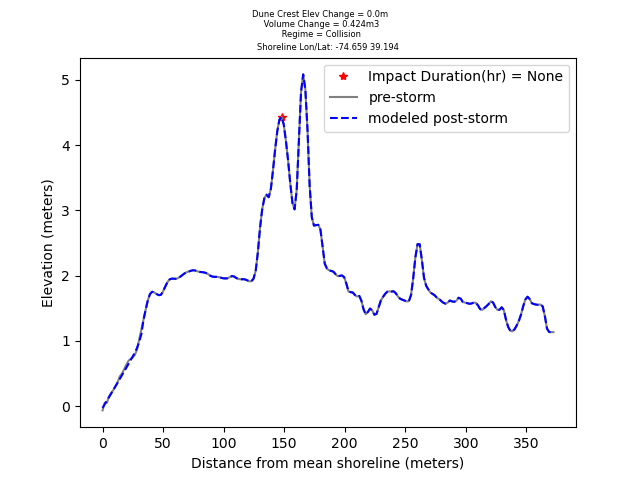 Dune Crest Elev Change = 0.0m
Volume Change = 0.424m3
Regime = Collision
Shoreline Lon/Lat: -74.659 39.194
Impact Duration(hr) = None
pre-storm
modeled post-storm
5
4
3
2
1
0
Elevation (meters)
0 50 100 150 200 250 300 350
Distance from mean shoreline (meters)